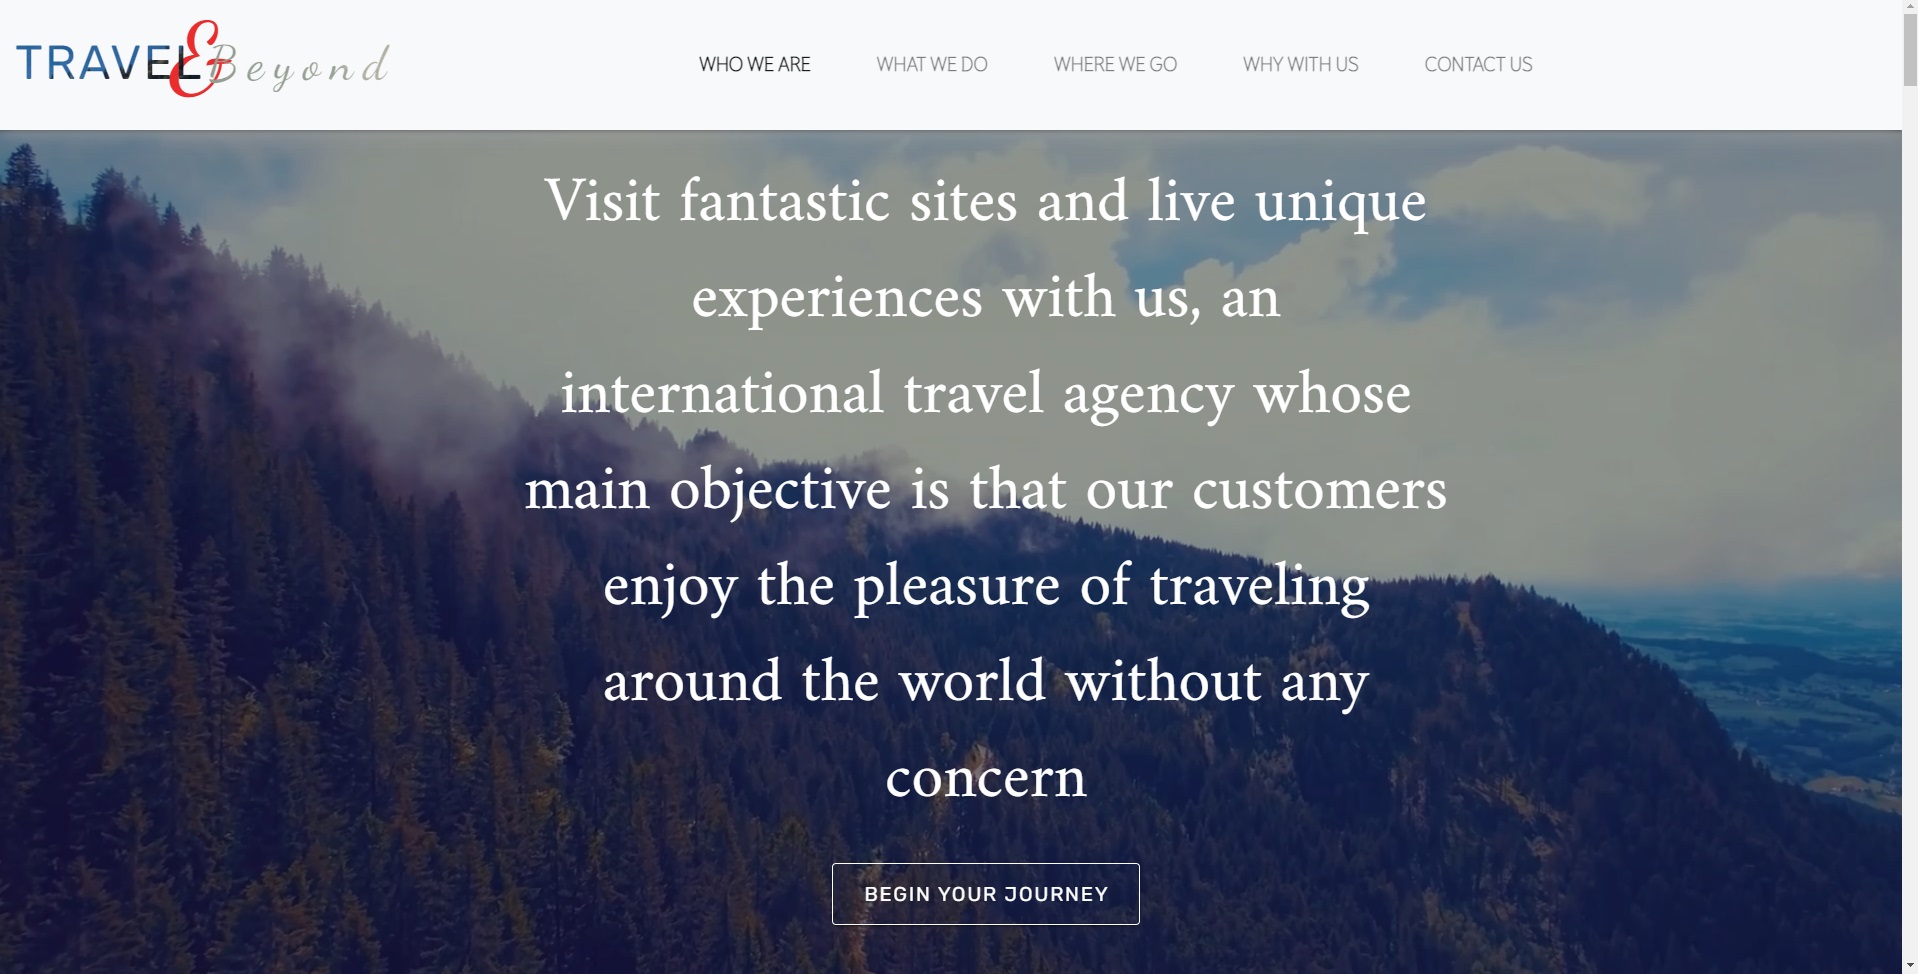 TRAVEL & Beyond
WHO WE ARE
WHAT WE DO
WHERE WE GO
WHY WITH US
CONTACT US
Visit fantastic sites and live unique
experiences with us, an
international travel agency whose
main objective is that our customers
enjoy the pleasure of traveling
around the world without any
concern
BEGIN YOUR JOURNEY